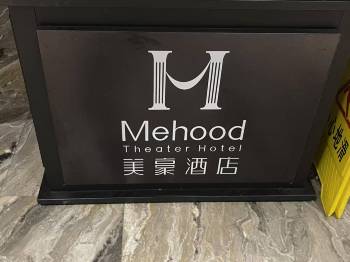 M
Mehood
Theater Hotel
美豪酒店